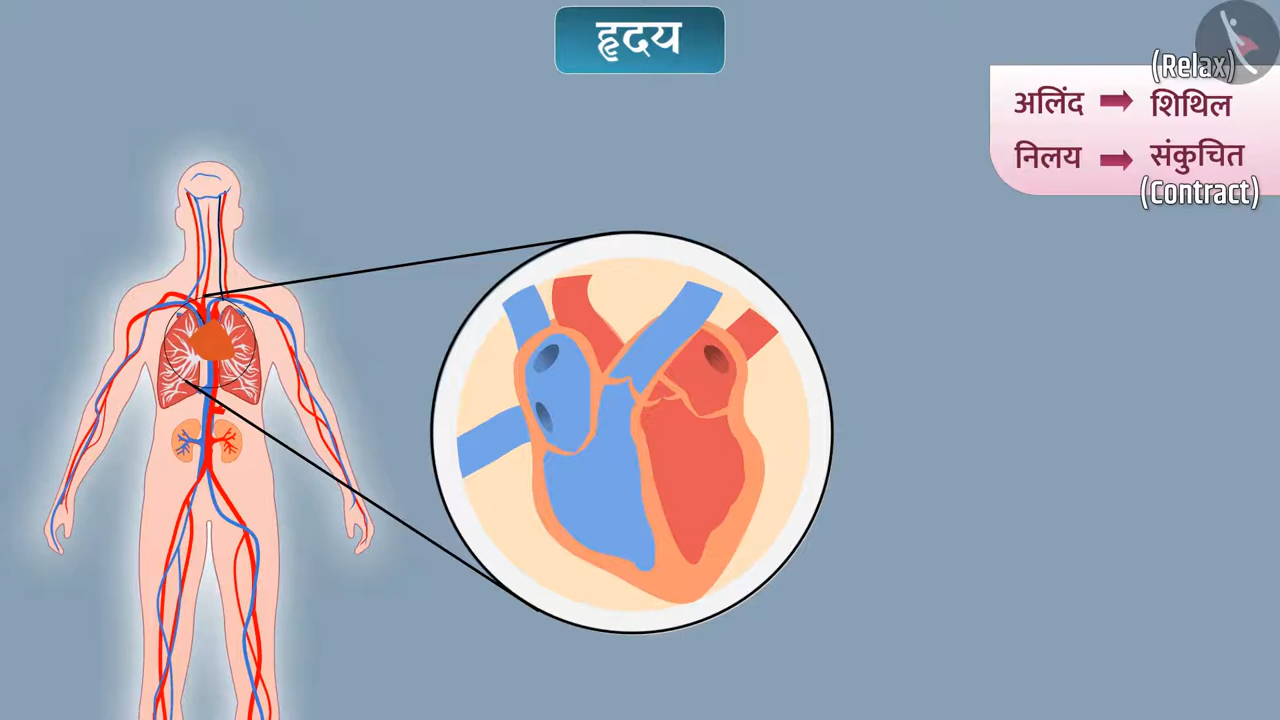 हृदय
(Relax)
अलिंद → शिथिल
निलय → संकुचित
(Contract)